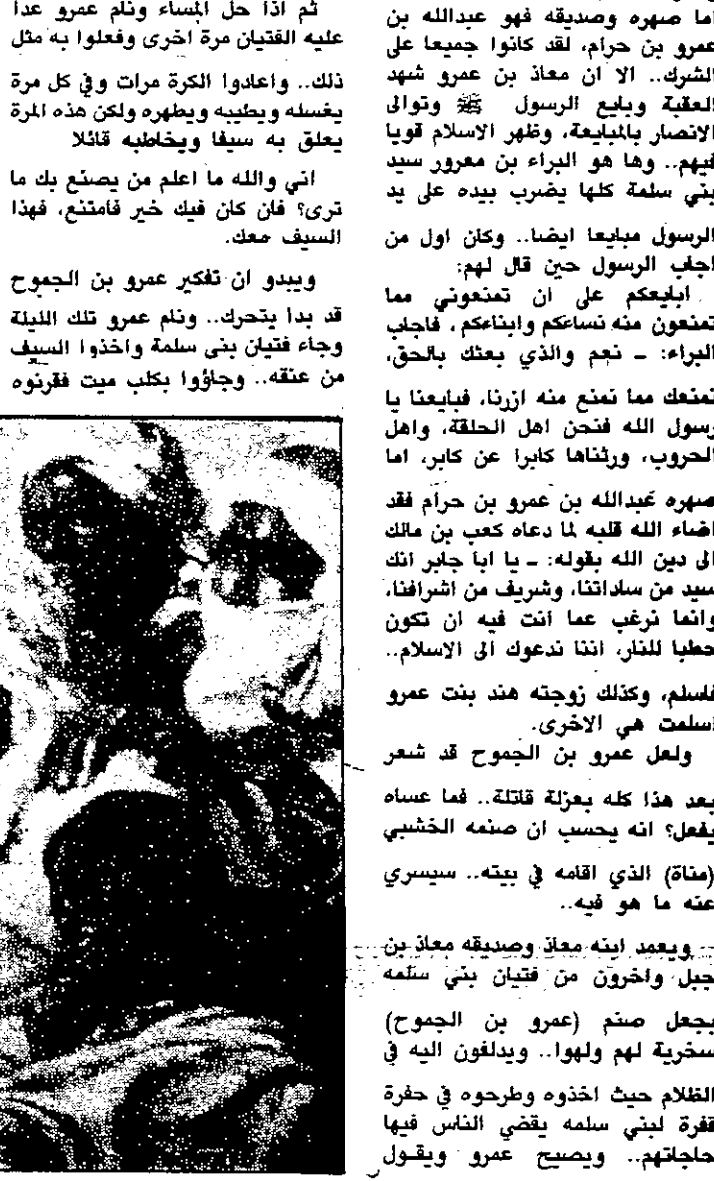 اما صهره وصديقه فهو عبدالله بن
عمرو بن حرام، لقد كانوا جميعا على
الشرك.. الا ان معاذ بن عمرو شهد
العقبة وبايع الرسول ﷺ وتوالى
الانصار بالمبايعة، وظهر الاسلام قويا
فيهم.. وها هو البراء بن معرور سيد
بني سلمة كلها يضرب بيده على يد
الرسول مبايعا ايضا.. وكان اول من
اجاب الرسول حين قال لهم:
ابايعكم على ان تمنعوني مما
تمنعون منه نساءكم وابناءكم، فاجاب
البراء: ـ نعم والذي بعثك بالحق،
نمنعك مما نمنع منه ازرنا، فبايعنا يا
رسول الله فنحن اهل الحلقة، واهل
الحروب، ورثناها كابرا عن كابر، اما
صهره عبدالله بن عمرو بن حرام فقد
اضاء الله قلبه لما دعاه كعب بن مالك
الى دين الله بقوله: ـ يا ابا جابر انك
سيد من ساداتنا، وشريف من اشرافنا،
وانما نرغب عما انت فيه ان تكون
حطبا للنار، اننا ندعوك الى الاسلام..
فاسلم، وكذلك زوجته هند بنت عمرو
اسلمت هي الاخرى.
ولعل عمرو بن الجموح قد شعر
بعد هذا كله بعزلة قاتلة.. فما عساه
يفعل؟ انه يحسب ان صنمه الخشبي
(مناة) الذي اقامه في بيته.. سيسري
عنه ما هو فيه..
ويعمد ابنه معاذ وصديقه معاذ بن
جبل واخرون من فتيان بني سلمه
يجعل صنم (عمرو بن الجموح)
سخرية لهم ولهوا.. ويدلفون اليه في
الظلام حيث اخذوه وطرحوه في حفرة
قفرة لبني سلمه يقضي الناس فيها
حاجاتهم.. ويصيح عمرو ويقول
ثم اذا حل المساء ونام عمرو عدا
عليه الفتيان مرة اخرى وفعلوا به مثل
ذلك.. واعادوا الكرة مرات وفي كل مرة
يغسله ويطيبه ويطهره ولكن هذه المرة
يعلق به سيفا ويخاطبه قائلا
اني والله ما اعلم من يصنع بك ما
ترى؟ فان كان فيك خير فامتنع، فهذا
السيف معك.
ويبدو ان تفكير عمرو بن الجموح
قد بدا يتحرك.. ونام عمرو تلك الليلة
وجاء فتيان بني سلمة واخذوا السيف
من عنقه.. وجاؤوا بكلب ميت فقرنوه